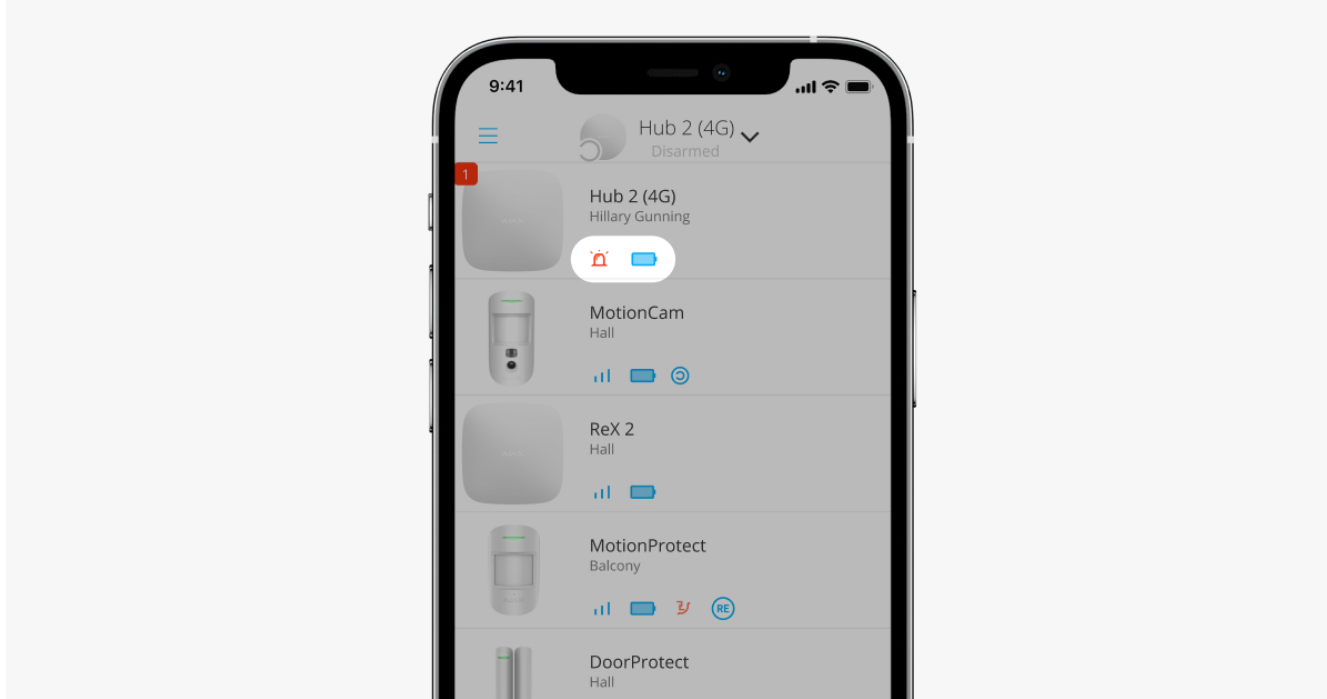 9:41
Hub 2 (4G)
Disarmed
1
Hub 2 (4G)
Hillary Gunning
MotionCam
Hall
ReX 2
Hall
MotionProtect
Balcony
RE
DoorProtect
Hall